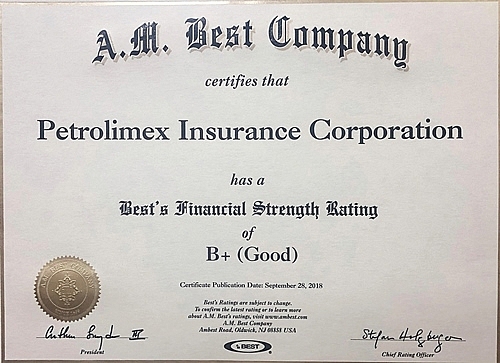 A.M. Best Company
certifies that
Petrolimex Insurance Corporation
has a
Best's Financial Strength Rating
of
B+ (Good)
Certificate Publication Date: September 28, 2018
Best's Ratings are subject to change.
To confirm the latest rating or to learn more
about A.M. Best's ratings, visit www.ambest.com
A.M. Best Company
Ambest Road, Oldwick, NJ 08858 USA
President
Chief Rating Officer
BEST